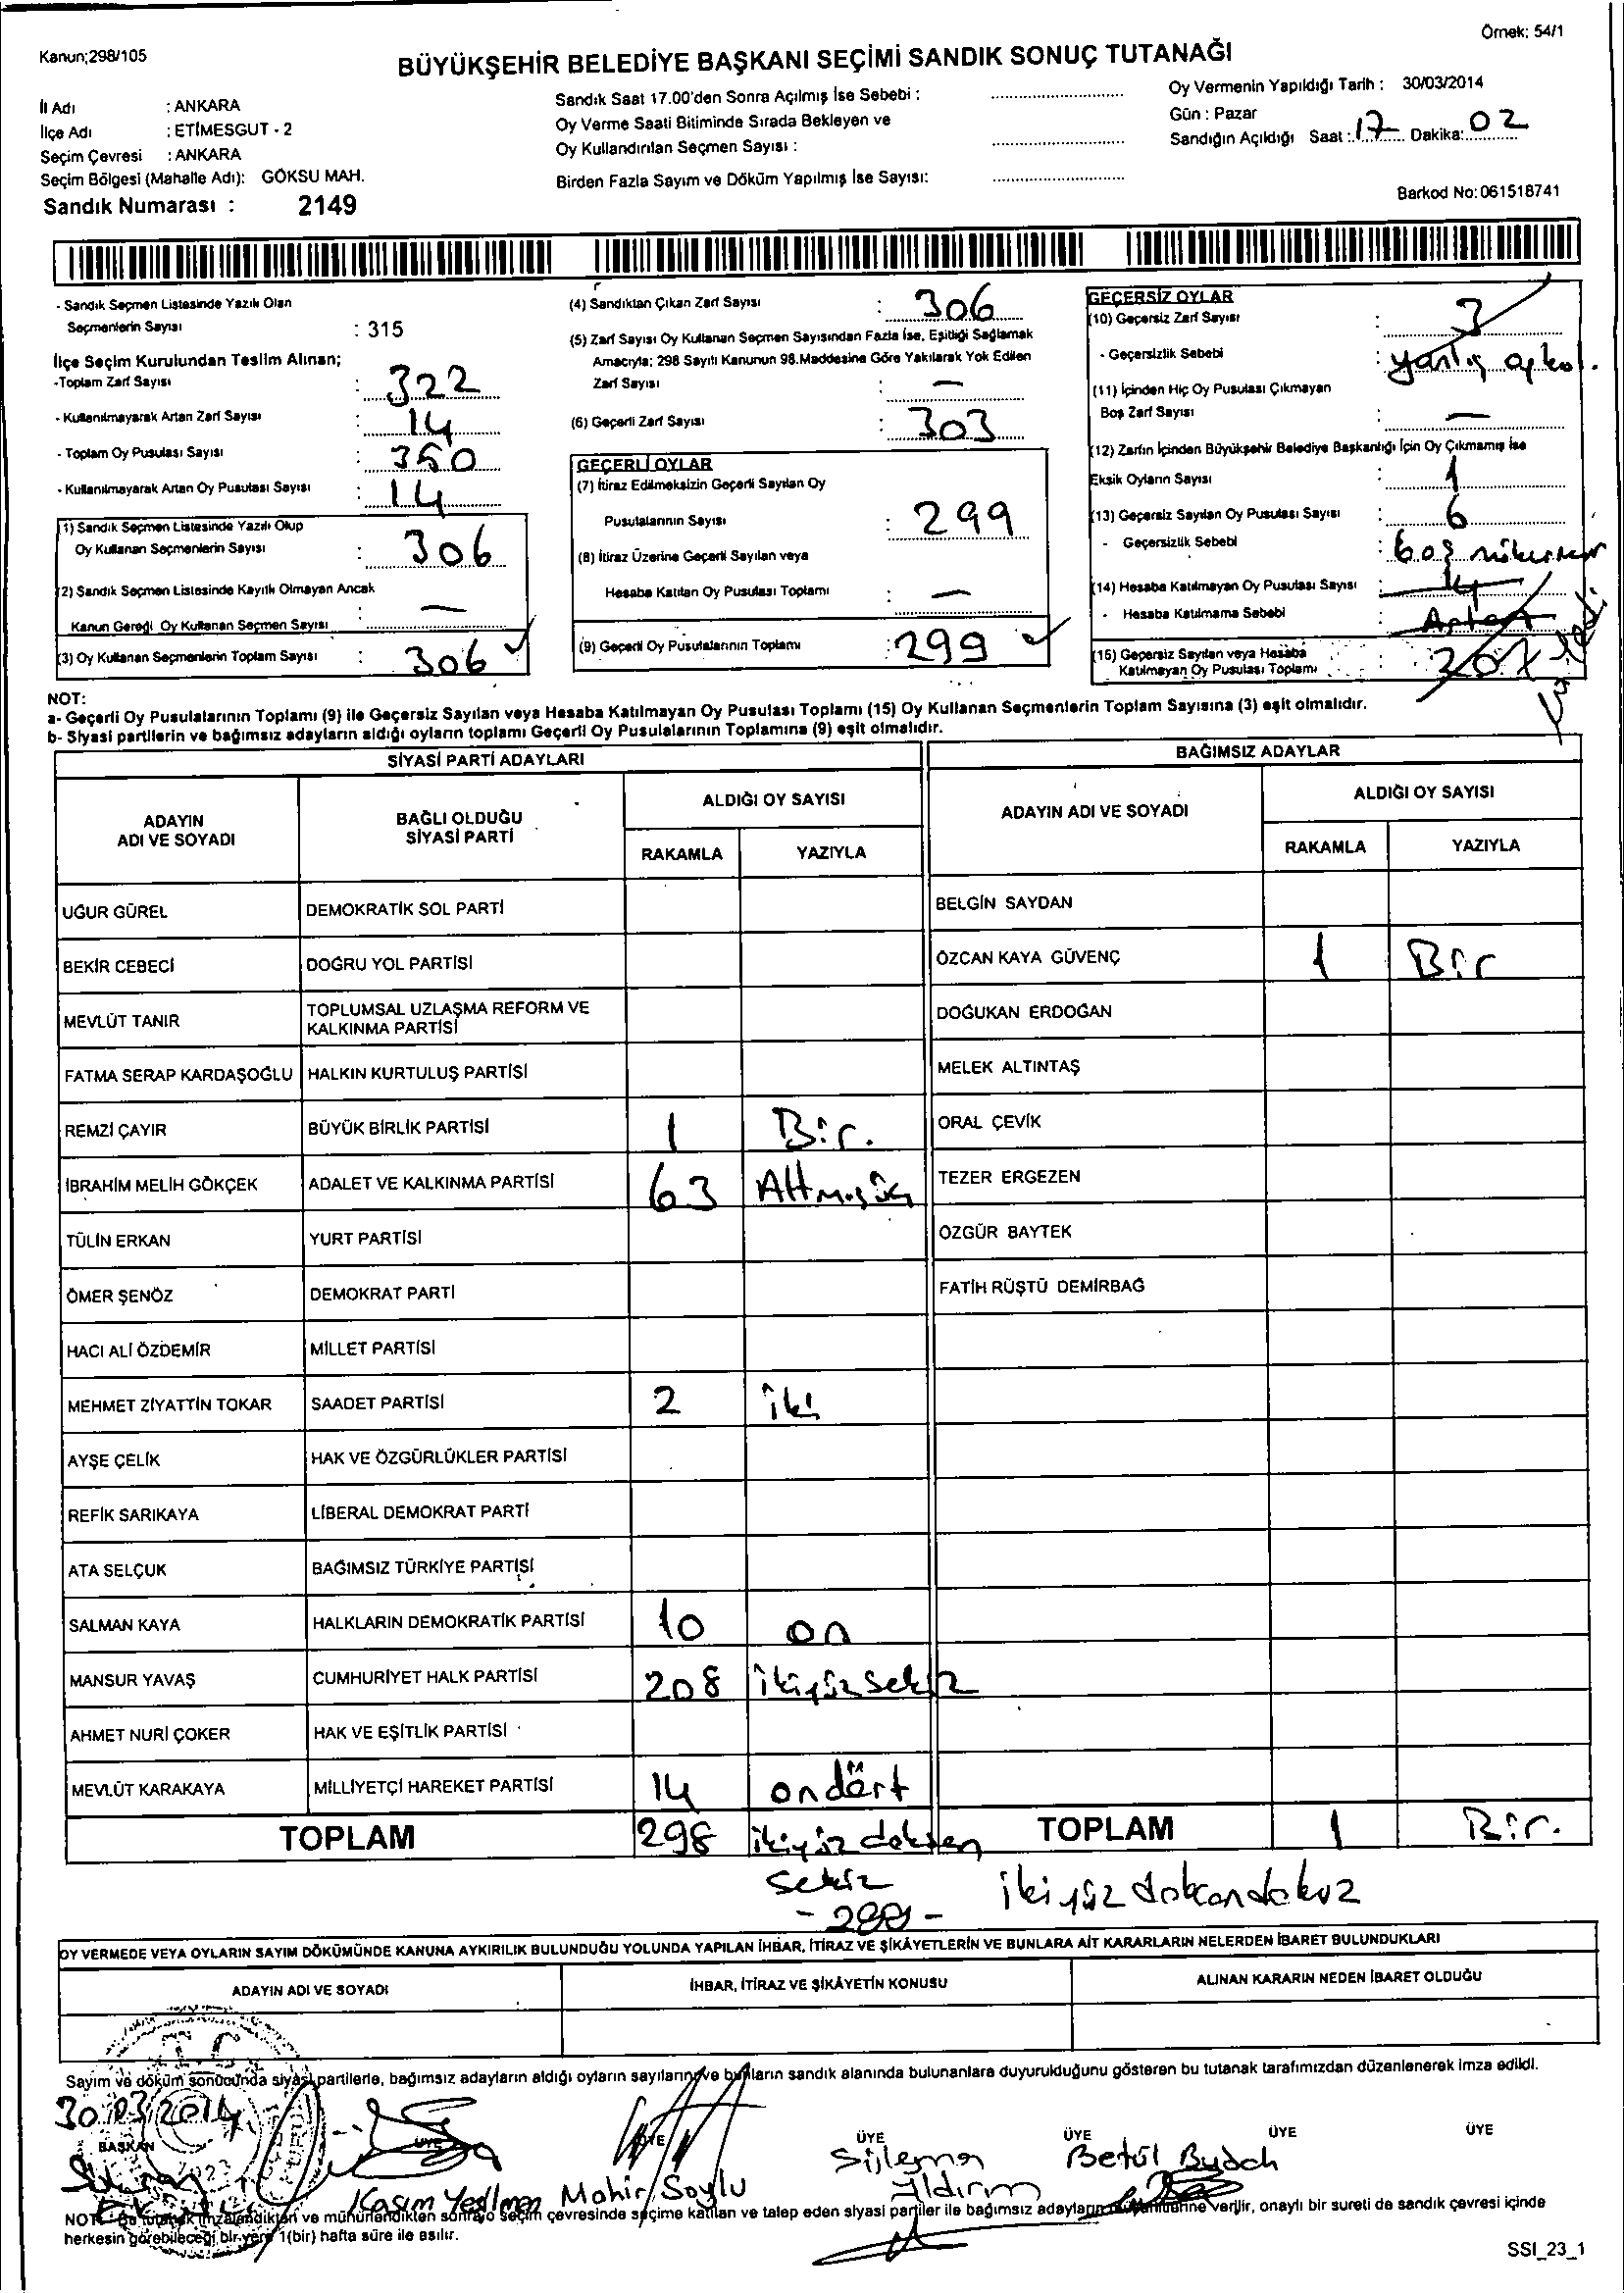 Örnek: 54/1
Kanun;298/105
BÜYÜKŞEHİR BELEDİYE BAŞKANI SEÇİMİ SANDIK SONUÇ TUTANAĞI
İl Adı : ANKARA
İlçe Adı : ETİMESGUT - 2
Seçim Çevresi : ANKARA
Seçim Bölgesi (Mahalle Adı): GÖKSU MAH.
Sandık Numarası : 2149
Sandık Saat 17.00'den Sonra Açılmış İse Sebebi :
Oy Verme Saati Bitiminde Sırada Bekleyen ve
Oy Kullandırılan Seçmen Sayısı :
Birden Fazla Sayım ve Döküm Yapılmış İse Sayısı:
Oy Vermenin Yapıldığı Tarih : 30/03/2014
Gün : Pazar
Sandığın Açıldığı Saat : 17 Dakika: 02
Barkod No: 061518741
- Sandık Seçmen Listesinde Yazılı Olan
Seçmenlerin Sayısı : 315
İlçe Seçim Kurulundan Teslim Alınan;
-Toplam Zarf Sayısı : 322
- Kullanılmayarak Artan Zarf Sayısı : 14
- Toplam Oy Pusulası Sayısı : 350
- Kullanılmayarak Artan Oy Pusulası Sayısı : 14
(1) Sandık Seçmen Listesinde Yazılı Olup
Oy Kullanan Seçmenlerin Sayısı : 306
(2) Sandık Seçmen Listesinde Kayıtlı Olmayan Ancak
Kanun Gereği Oy Kullanan Seçmen Sayısı : —
(3) Oy Kullanan Seçmenlerin Toplam Sayısı : 306
(4) Sandıktan Çıkan Zarf Sayısı : 306
(5) Zarf Sayısı Oy Kullanan Seçmen Sayısından Fazla İse, Eşitliği Sağlamak
Amacıyla; 298 Sayılı Kanunun 98.Maddesine Göre Yakılarak Yok Edilen
Zarf Sayısı : —
(6) Geçerli Zarf Sayısı : 303
GEÇERLİ OYLAR
(7) İtiraz Edilmeksizin Geçerli Sayılan Oy
Pusulalarının Sayısı : 299
(8) İtiraz Üzerine Geçerli Sayılan veya
Hesaba Katılan Oy Pusulası Toplamı : —
(9) Geçerli Oy Pusulalarının Toplamı : 299
GEÇERSİZ OYLAR
(10) Geçersiz Zarf Sayısı : 3
- Geçersizlik Sebebi : yanlış oy kol.
(11) İçinden Hiç Oy Pusulası Çıkmayan
Boş Zarf Sayısı : —
(12) Zarfın İçinden Büyükşehir Belediye Başkanlığı İçin Oy Çıkmamış İse
Eksik Oyların Sayısı : 1
(13) Geçersiz Sayılan Oy Pusulası Sayısı : 6
- Geçersizlik Sebebi : boş
(14) Hesaba Katılmayan Oy Pusulası Sayısı : 14
- Hesaba Katılmama Sebebi : Artan
(15) Geçersiz Sayılan veya Hesaba
Katılmayan Oy Pusulası Toplamı :
NOT:
a- Geçerli Oy Pusulalarının Toplamı (9) ile Geçersiz Sayılan veya Hesaba Katılmayan Oy Pusulası Toplamı (15) Oy Kullanan Seçmenlerin Toplam Sayısına (3) eşit olmalıdır.
b- Siyasi partilerin ve bağımsız adayların aldığı oyların toplamı Geçerli Oy Pusulalarının Toplamına (9) eşit olmalıdır.
SİYASİ PARTİ ADAYLARI
ADAYIN ADI VE SOYADI
BAĞLI OLDUĞU SİYASİ PARTİ
ALDIĞI OY SAYISI
RAKAMLA YAZIYLA
UĞUR GÜREL DEMOKRATİK SOL PARTİ
BEKİR CEBECİ DOĞRU YOL PARTİSİ
MEVLÜT TANIR TOPLUMSAL UZLAŞMA REFORM VE KALKINMA PARTİSİ
FATMA SERAP KARDAŞOĞLU HALKIN KURTULUŞ PARTİSİ
REMZİ ÇAYIR BÜYÜK BİRLİK PARTİSİ 1 Bir.
İBRAHİM MELİH GÖKÇEK ADALET VE KALKINMA PARTİSİ 63 Altmışüç
TÜLİN ERKAN YURT PARTİSİ
ÖMER ŞENÖZ DEMOKRAT PARTİ
HACI ALİ ÖZDEMİR MİLLET PARTİSİ
MEHMET ZİYATTİN TOKAR SAADET PARTİSİ 2 iki
AYŞE ÇELİK HAK VE ÖZGÜRLÜKLER PARTİSİ
REFİK SARIKAYA LİBERAL DEMOKRAT PARTİ
ATA SELÇUK BAĞIMSIZ TÜRKİYE PARTİSİ
SALMAN KAYA HALKLARIN DEMOKRATİK PARTİSİ 10 on
MANSUR YAVAŞ CUMHURİYET HALK PARTİSİ 208 ikiyüzsekiz
AHMET NURİ ÇOKER HAK VE EŞİTLİK PARTİSİ
MEVLÜT KARAKAYA MİLLİYETÇİ HAREKET PARTİSİ 14 ondört
TOPLAM 298 ikiyüz doksen
sekiz
- 299 -
BAĞIMSIZ ADAYLAR
ADAYIN ADI VE SOYADI
ALDIĞI OY SAYISI
RAKAMLA YAZIYLA
BELGİN SAYDAN
ÖZCAN KAYA GÜVENÇ 1 Bir
DOĞUKAN ERDOĞAN
MELEK ALTINTAŞ
ORAL ÇEVİK
TEZER ERGEZEN
ÖZGÜR BAYTEK
FATİH RÜŞTÜ DEMİRBAĞ
TOPLAM 1 Bir.
ikiyüz doksandokuz
OY VERMEDE VEYA OYLARIN SAYIM DÖKÜMÜNDE KANUNA AYKIRILIK BULUNDUĞU YOLUNDA YAPILAN İHBAR, İTİRAZ VE ŞİKÂYETLERİN VE BUNLARA AİT KARARLARIN NELERDEN İBARET BULUNDUKLARI
ADAYIN ADI VE SOYADI İHBAR, İTİRAZ VE ŞİKÂYETİN KONUSU ALINAN KARARIN NEDEN İBARET OLDUĞU
T.C.
Sayım ve döküm sonucunda siyasi partilerle, bağımsız adayların aldığı oyların sayılarını ve bunların sandık alanında bulunanlara duyurulduğunu gösteren bu tutanak tarafımızdan düzenlenerek imza edildi.
30.03.2014
BAŞKAN ÜYE ÜYE ÜYE ÜYE ÜYE ÜYE
Kasım Yeşilmen Mahir Soylu Süleman Yıldırım Betül
NOT: Bu tutanak imzalandıktan ve mühürlendikten sonra o seçim çevresinde seçime katılan ve talep eden siyasi partiler ile bağımsız adayların verilir, onaylı bir sureti de sandık çevresi içinde
herkesin görebileceği bir yere 1(bir) hafta süre ile asılır.
SSI_23_1